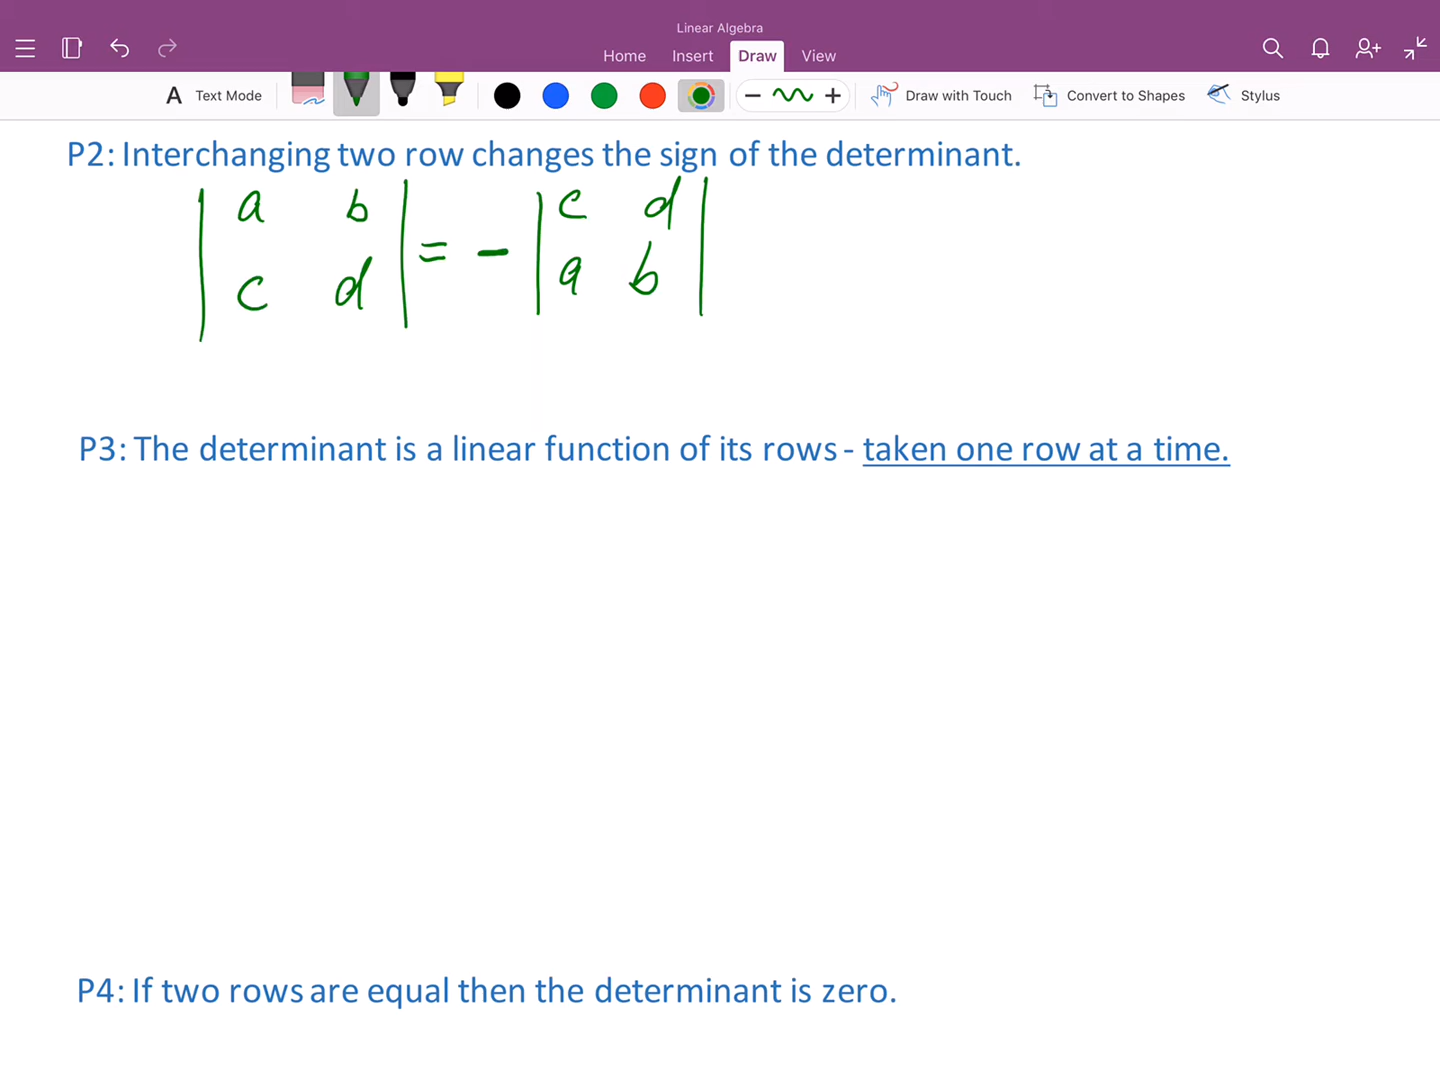 Linear Algebra
Home Insert Draw View
A Text Mode Draw with Touch Convert to Shapes Stylus
P2: Interchanging two row changes the sign of the determinant.
| a b | = - | c d |
| c d | | a b |
P3: The determinant is a linear function of its rows - taken one row at a time.
P4: If two rows are equal then the determinant is zero.